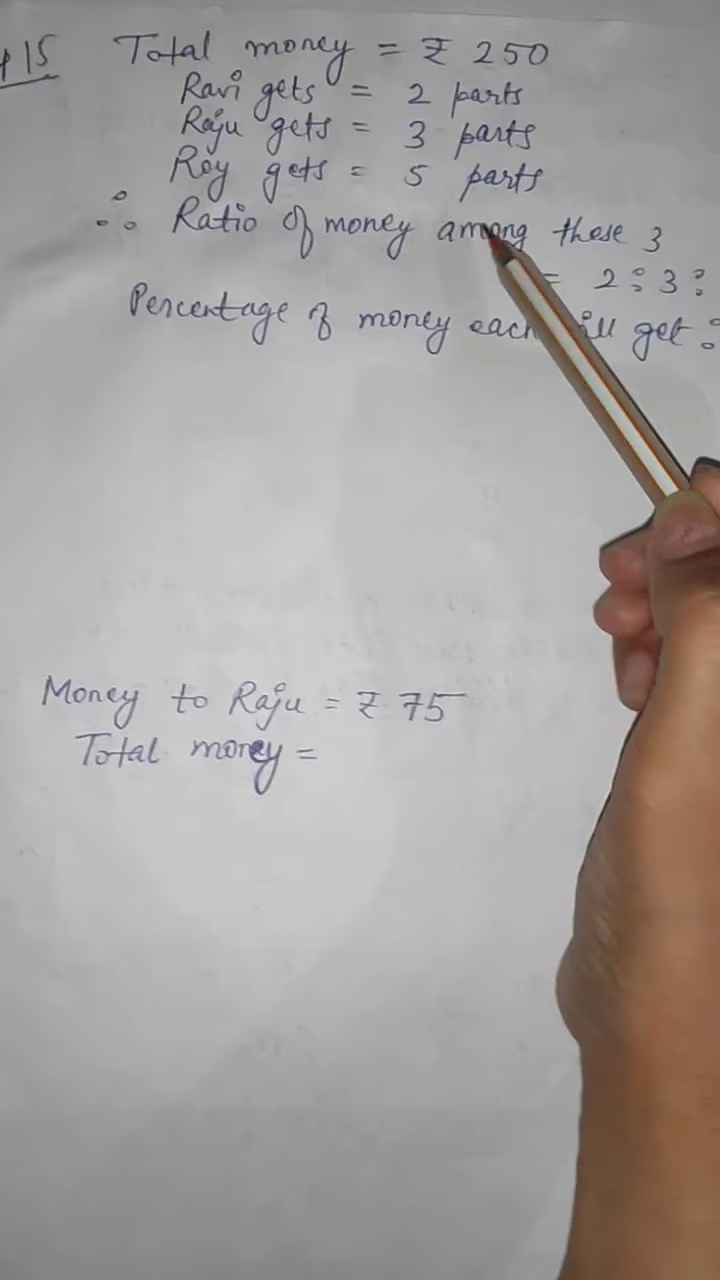 15 Total money = ₹ 250
Ravi gets = 2 parts
Raju gets = 3 parts
Roy gets = 5 parts
∴ Ratio of money among these 3
= 2 : 3 :
Percentage of money each get :
Money to Raju = ₹ 75
Total money =